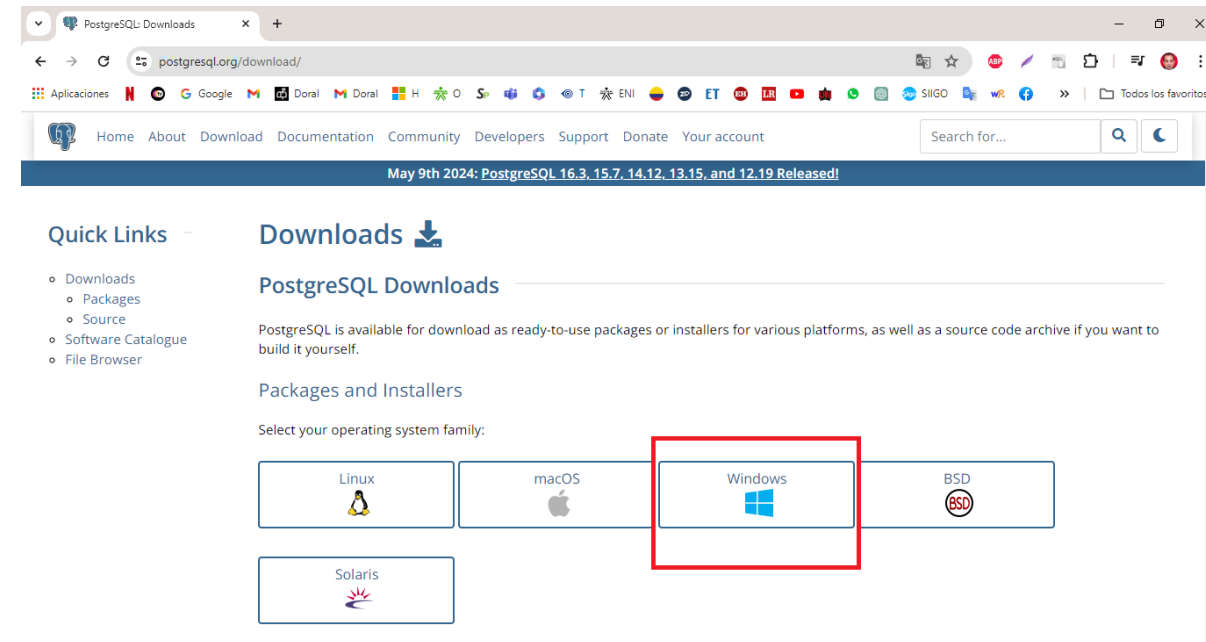 PostgreSQL: Downloads
postgresql.org/download/
ABP
Aplicaciones N G Google M Doral M Doral H O Sp T ENI ZO ET EH LR SIIGO wR » Todos los favoritos
Home About Download Documentation Community Developers Support Donate Your account Search for...
May 9th 2024: PostgreSQL 16.3, 15.7, 14.12, 13.15, and 12.19 Released!
Quick Links
Downloads
Packages
Source
Software Catalogue
File Browser
Downloads
PostgreSQL Downloads
PostgreSQL is available for download as ready-to-use packages or installers for various platforms, as well as a source code archive if you want to
build it yourself.
Packages and Installers
Select your operating system family:
Linux macOS Windows BSD
BSD
Solaris